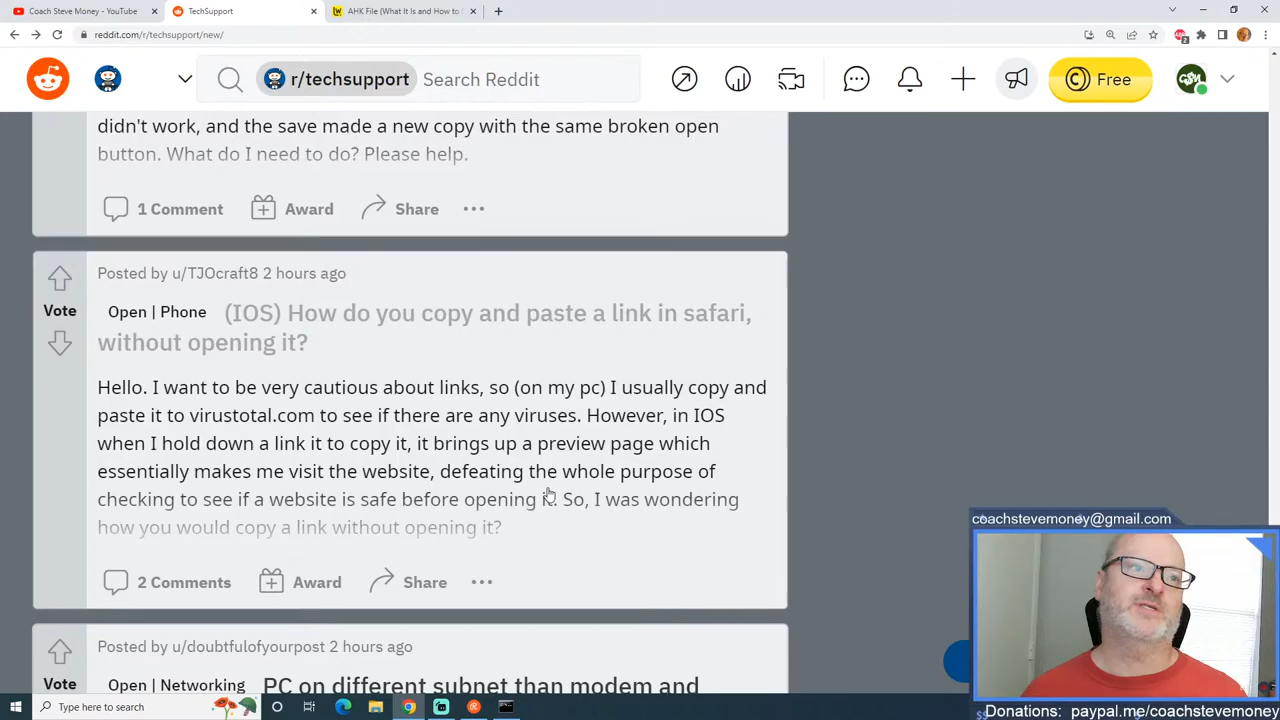 Coach Steve Money - YouTube
TechSupport
AHK File (What It Is and How to
reddit.com/r/techsupport/new/
2
r/techsupport Search Reddit
Free
GSM
didn't work, and the save made a new copy with the same broken open
button. What do I need to do? Please help.
1 Comment Award Share
Posted by u/TJOcraft8 2 hours ago
Vote
Open | Phone (IOS) How do you copy and paste a link in safari,
without opening it?
Hello. I want to be very cautious about links, so (on my pc) I usually copy and
paste it to virustotal.com to see if there are any viruses. However, in IOS
when I hold down a link it to copy it, it brings up a preview page which
essentially makes me visit the website, defeating the whole purpose of
checking to see if a website is safe before opening it. So, I was wondering
how you would copy a link without opening it?
2 Comments Award Share
Posted by u/doubtfulofyourpost 2 hours ago
Vote
Open | Networking PC on different subnet than modem and
coachstevemoney@gmail.com
Donations: paypal.me/coachstevemoney
Type here to search